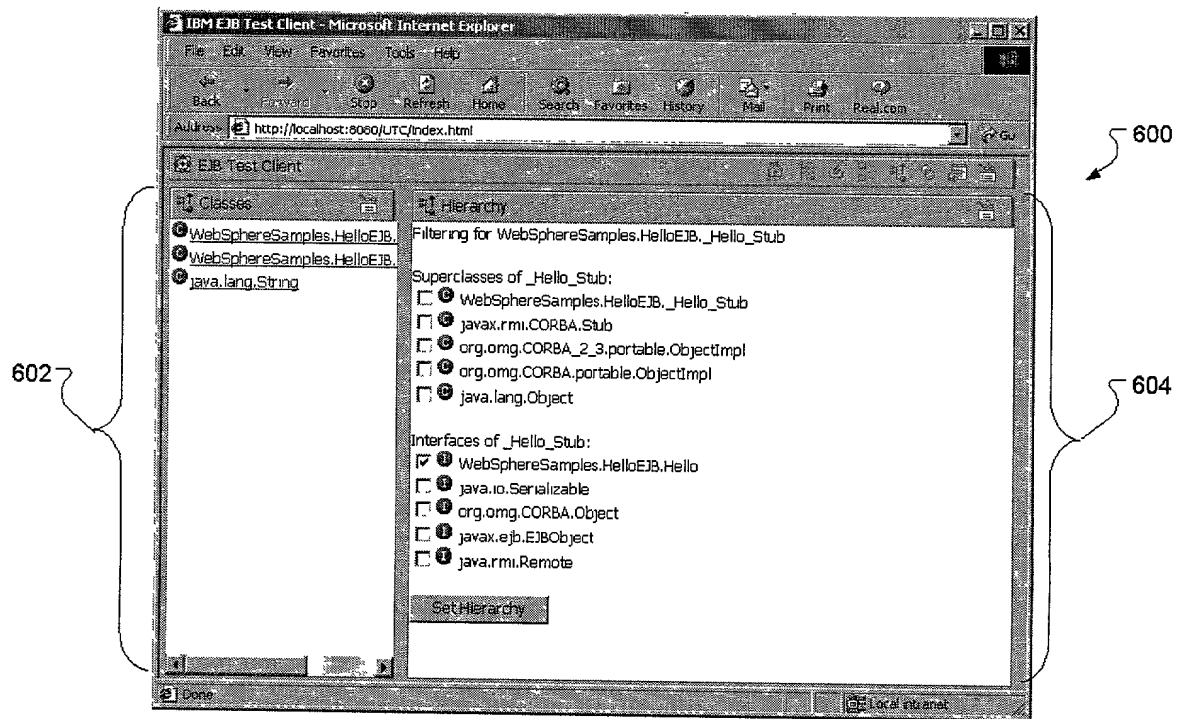 IBM EJB Test Client - Microsoft Internet Explorer
File Edit View Favorites Tools Help
Back Forward Stop Refresh Home Search Favorites History Mail Print Real.com
Address http://localhost:8080/UTC/index.html Go
600
EJB Test Client
Classes
WebSphereSamples.HelloEJB.
WebSphereSamples.HelloEJB.
java.lang.String
Hierarchy
Filtering for WebSphereSamples.HelloEJB._Hello_Stub
Superclasses of _Hello_Stub:
WebSphereSamples.HelloEJB._Hello_Stub
javax.rmi.CORBA.Stub
org.omg.CORBA_2_3.portable.ObjectImpl
org.omg.CORBA.portable.ObjectImpl
java.lang.Object
Interfaces of _Hello_Stub:
WebSphereSamples.HelloEJB.Hello
java.io.Serializable
org.omg.CORBA.Object
javax.ejb.EJBObject
java.rmi.Remote
Set Hierarchy
602
604
Done
Local intranet